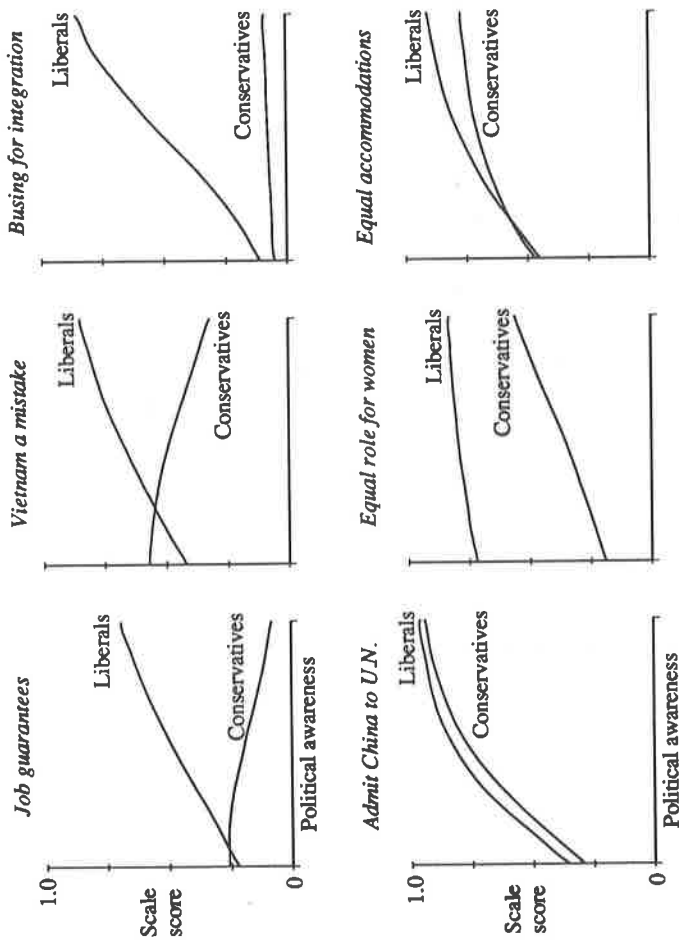 Job guarantees
1.0
Scale
score
0
Liberals
Conservatives
Political awareness
Vietnam a mistake
Liberals
Conservatives
Busing for integration
Liberals
Conservatives
Admit China to U.N.
1.0
Scale
score
0
Liberals
Conservatives
Political awareness
Equal role for women
Liberals
Conservatives
Equal accommodations
Liberals
Conservatives